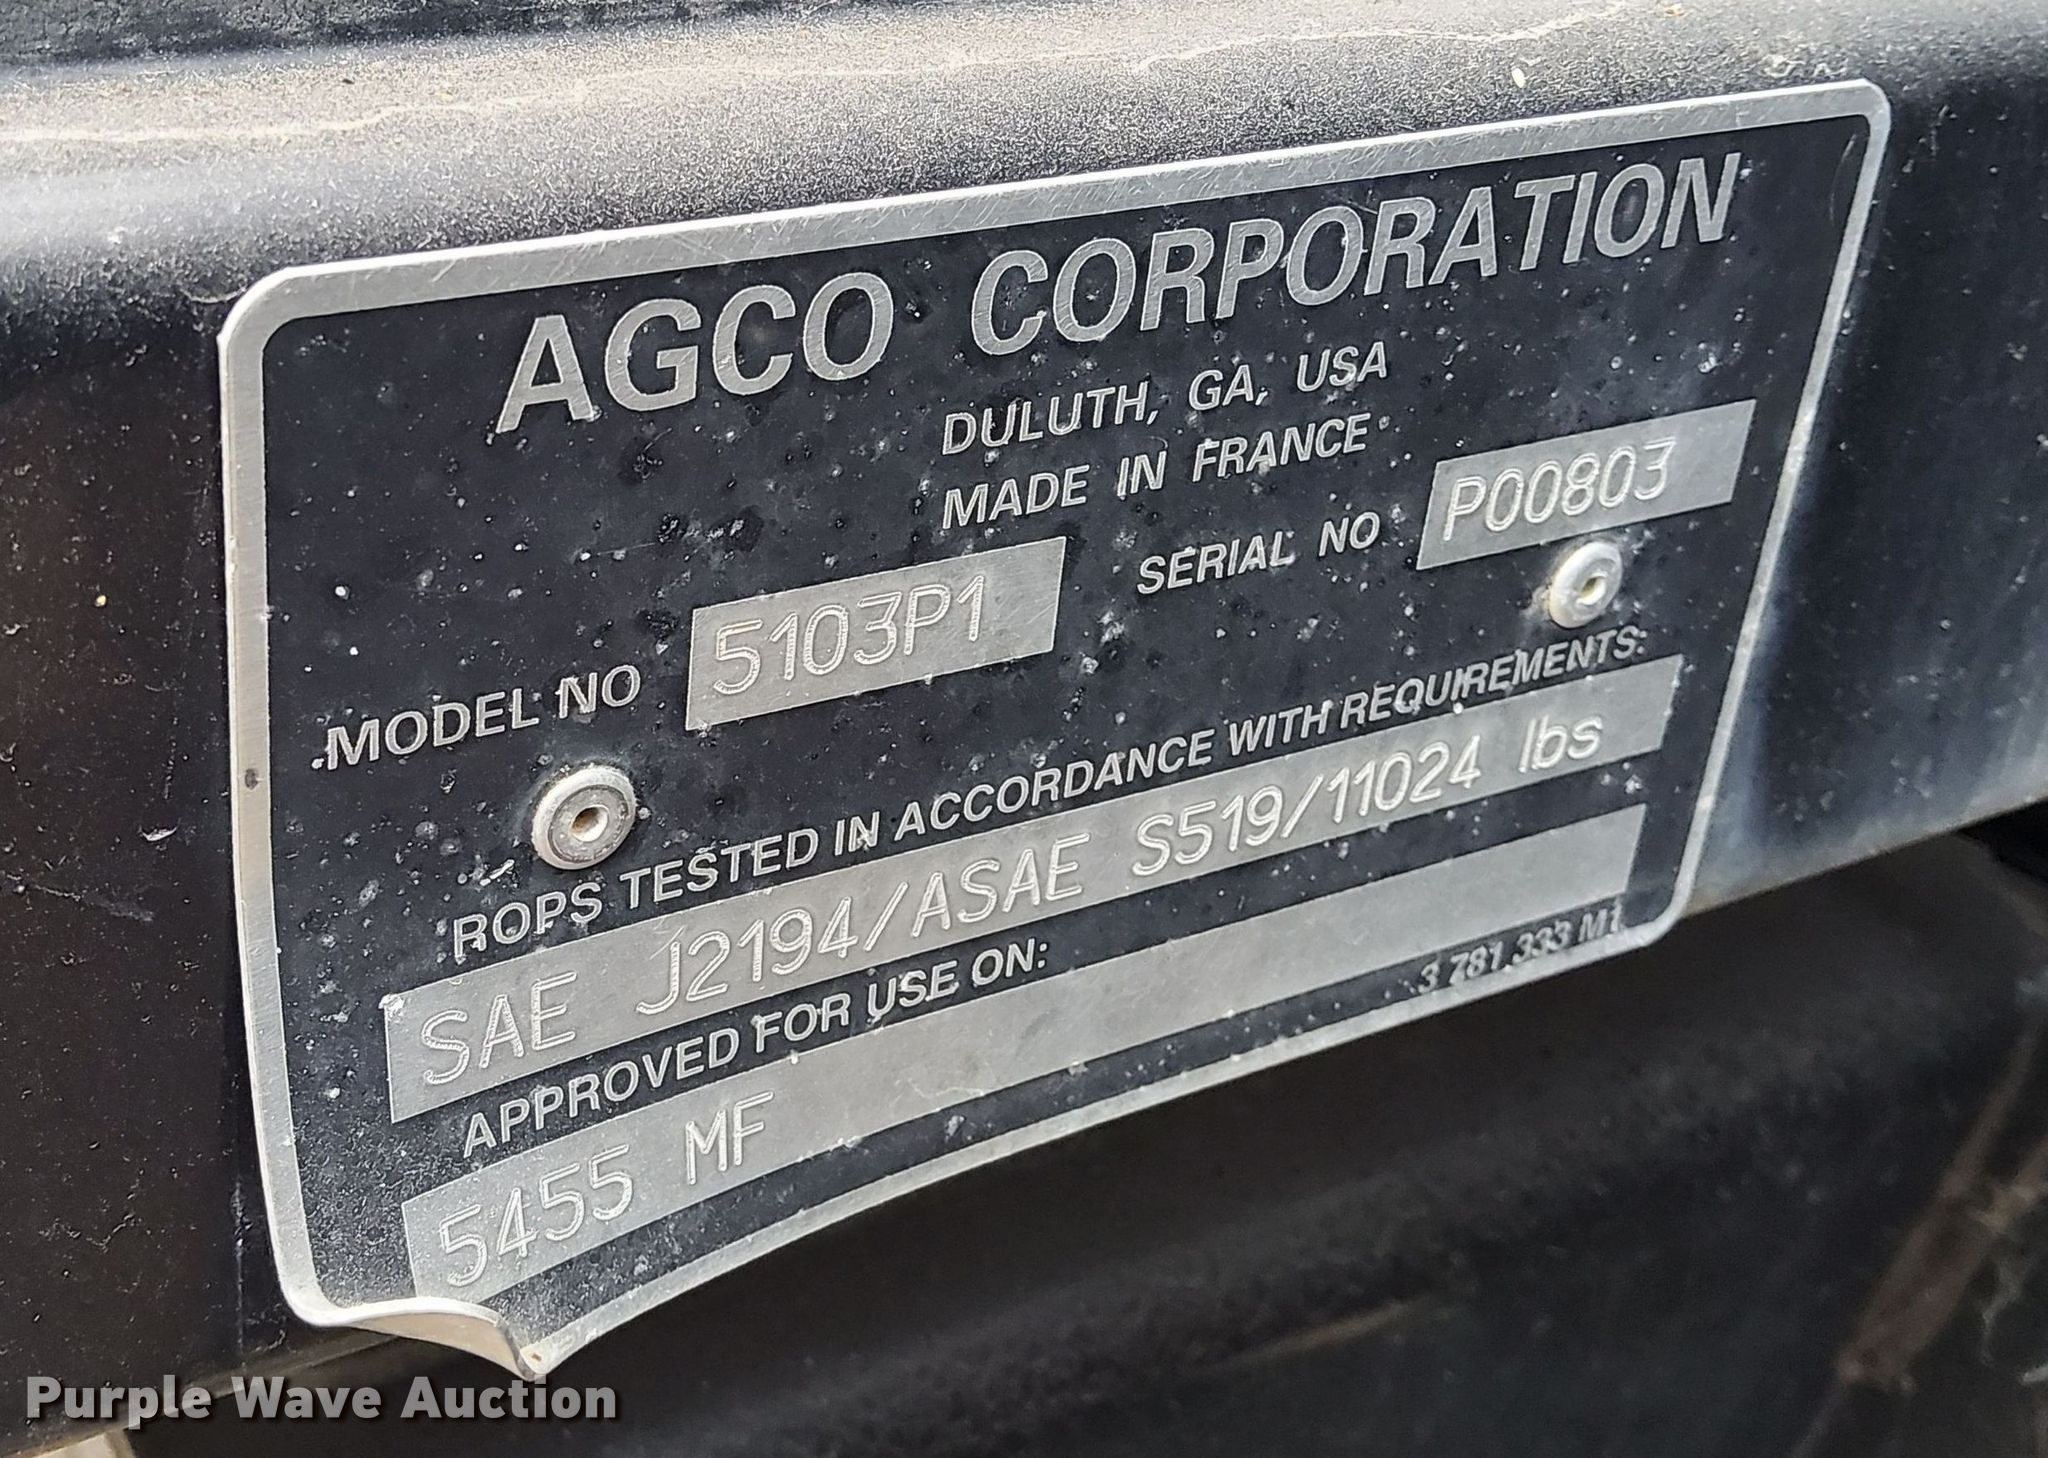 AGCO CORPORATION
DULUTH, GA, USA
MADE IN FRANCE
MODEL NO 5103P1 SERIAL NO P00803
ROPS TESTED IN ACCORDANCE WITH REQUIREMENTS:
SAE J2194/ASAE S519/11024 lbs
APPROVED FOR USE ON:
5455 MF
3 781 333 M1
Purple Wave Auction